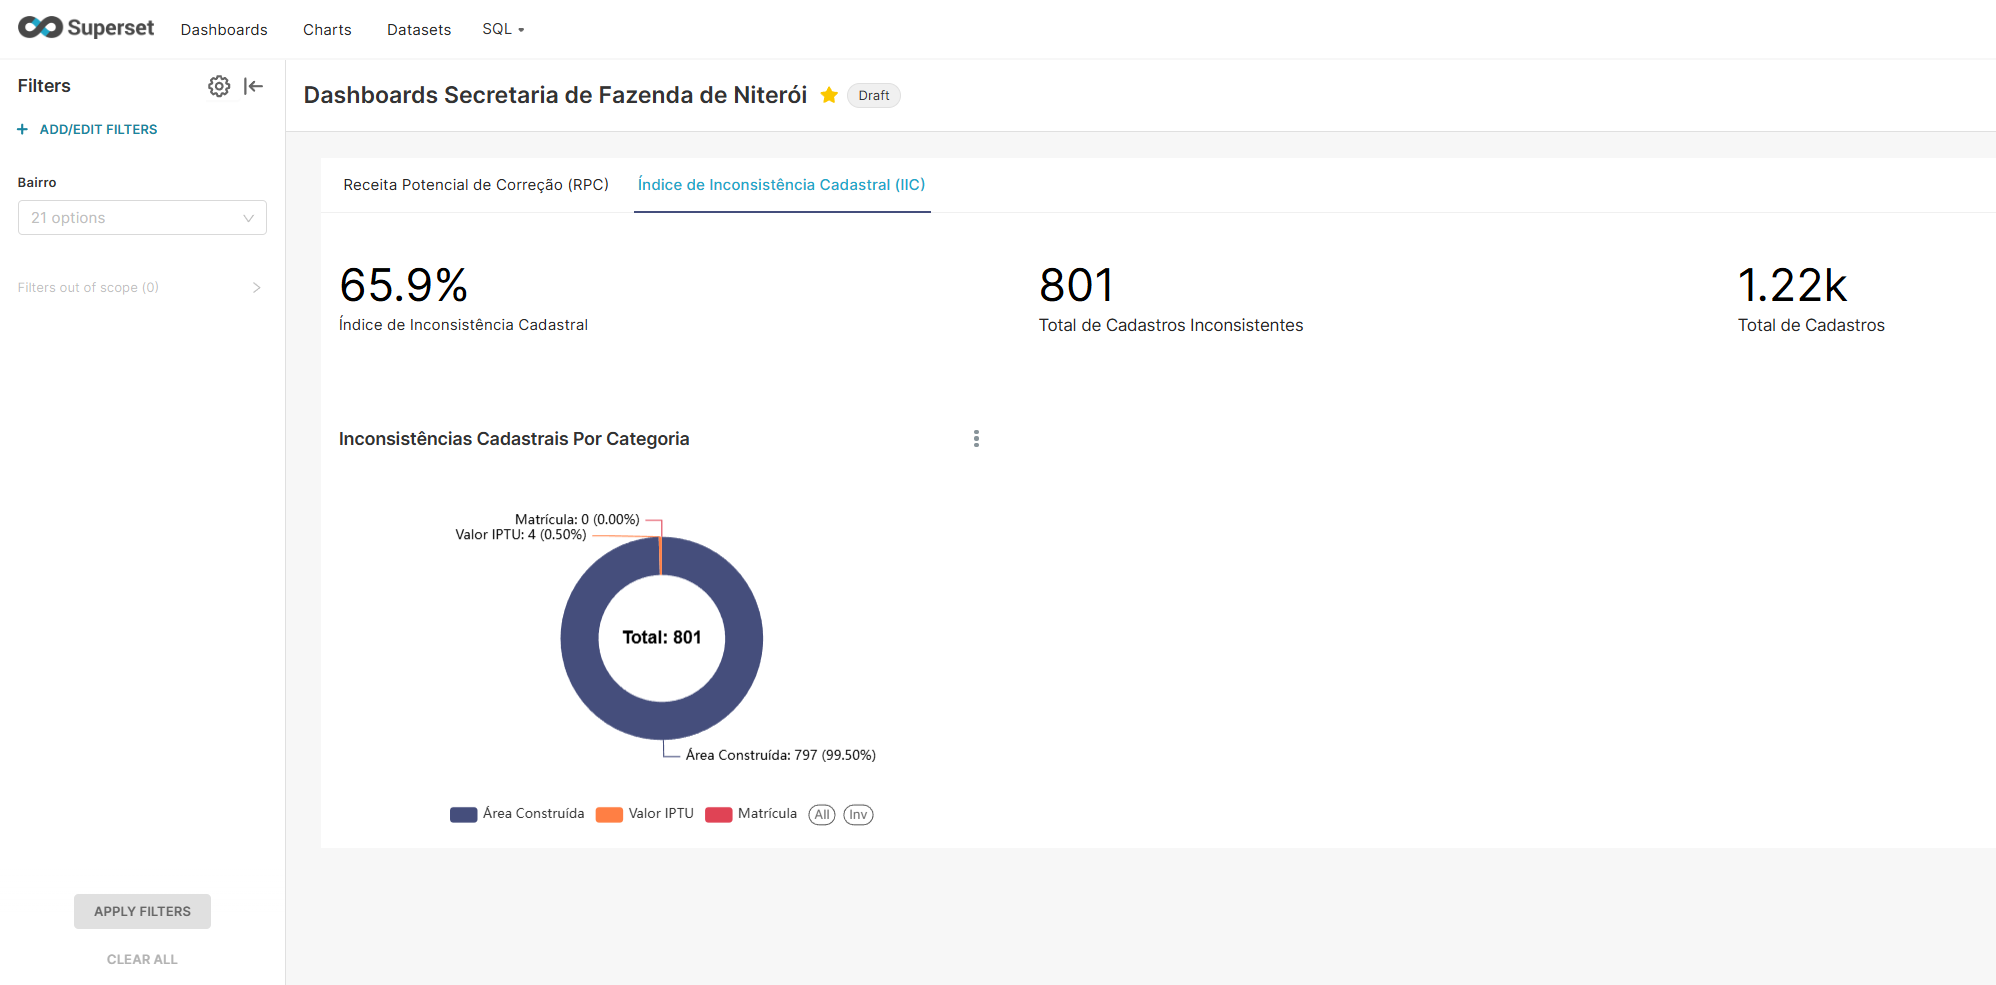 Superset Dashboards Charts Datasets SQL
Filters
ADD/EDIT FILTERS
Bairro
21 options
Filters out of scope (0)
APPLY FILTERS
CLEAR ALL
Dashboards Secretaria de Fazenda de Niterói Draft
Receita Potencial de Correção (RPC) Índice de Inconsistência Cadastral (IIC)
65.9%
Índice de Inconsistência Cadastral
801
Total de Cadastros Inconsistentes
1.22k
Total de Cadastros
Inconsistências Cadastrais Por Categoria
Matrícula: 0 (0.00%)
Valor IPTU: 4 (0.50%)
Total: 801
Área Construída: 797 (99.50%)
Área Construída Valor IPTU Matrícula All Inv